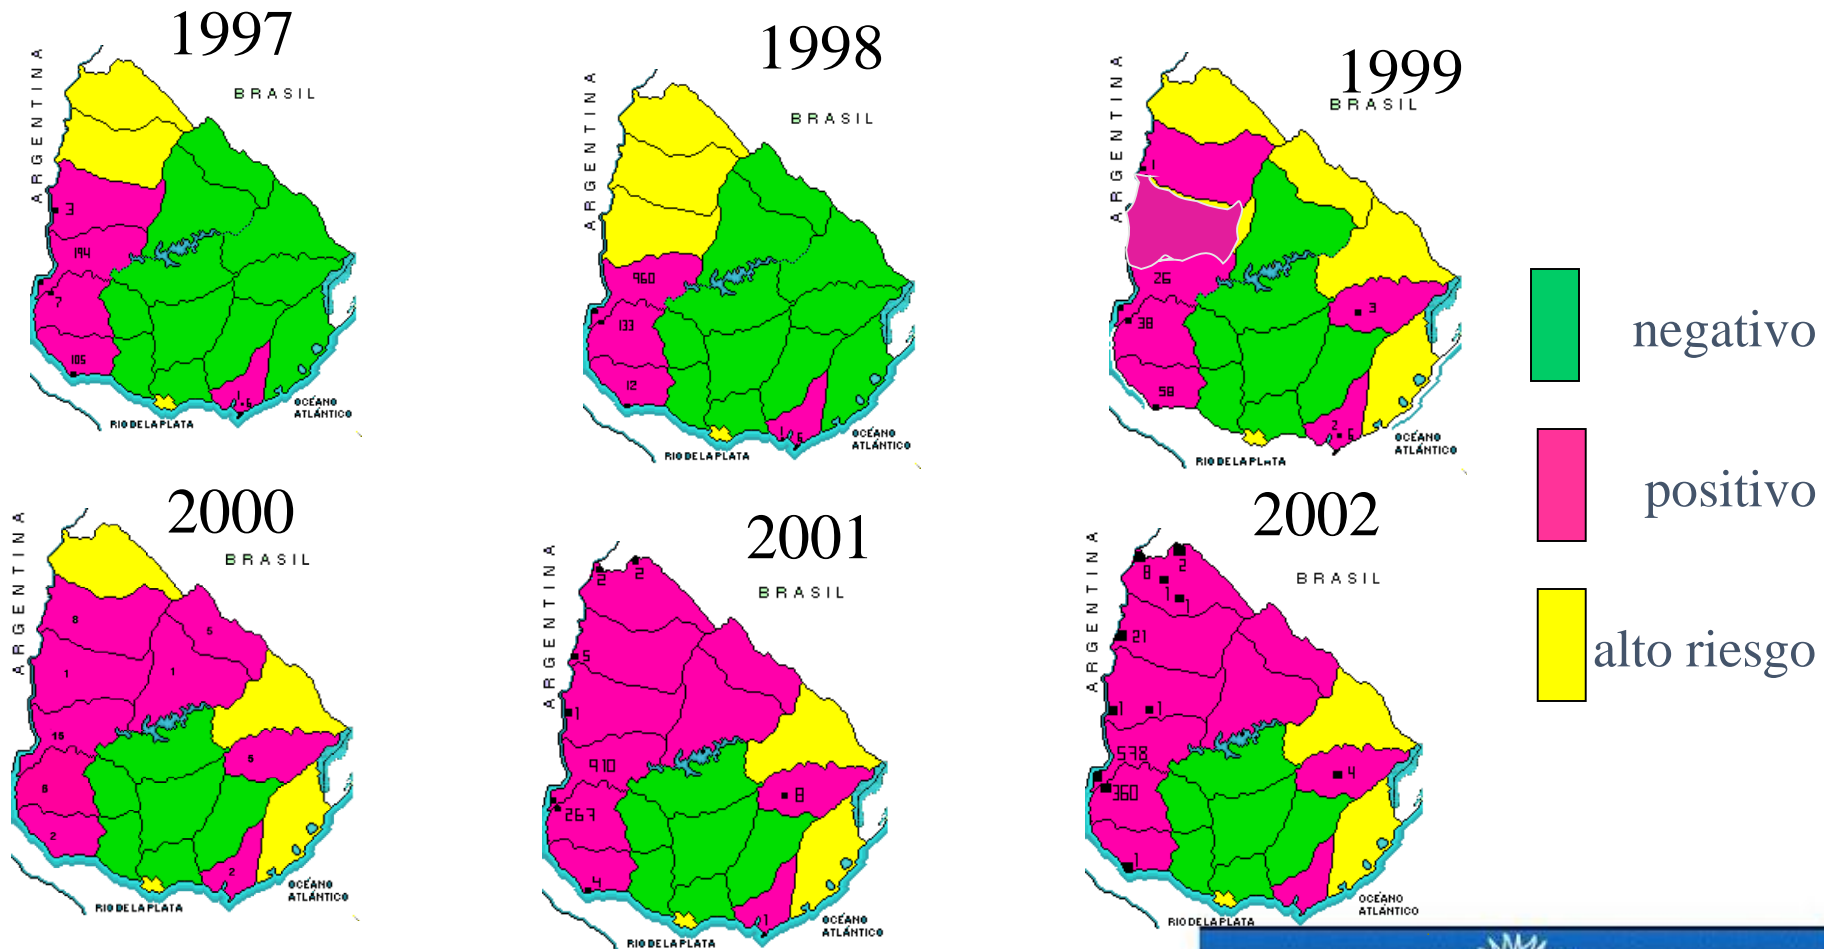 1997
ARGENTINA
BRASIL
3
194
7
105
1
6
OCÉANO
ATLÁNTICO
RIO DE LA PLATA
1998
ARGENTINA
BRASIL
960
133
12
1
6
OCÉANO
ATLÁNTICO
RIO DE LA PLATA
1999
ARGENTINA
BRASIL
1
26
3
38
58
2
6
OCÉANO
ATLÁNTICO
RIO DE LA PLATA
negativo
positivo
alto riesgo
2000
ARGENTINA
BRASIL
8
5
1
1
15
6
6
2
2
OCÉANO
ATLÁNTICO
RIO DE LA PLATA
2001
ARGENTINA
BRASIL
2
2
5
1
910
8
267
4
1
OCÉANO
ATLÁNTICO
RIO DE LA PLATA
2002
ARGENTINA
BRASIL
8
2
1
1
21
1
1
578
4
360
1
OCÉANO
ATLÁNTICO
RIO DE LA PLATA